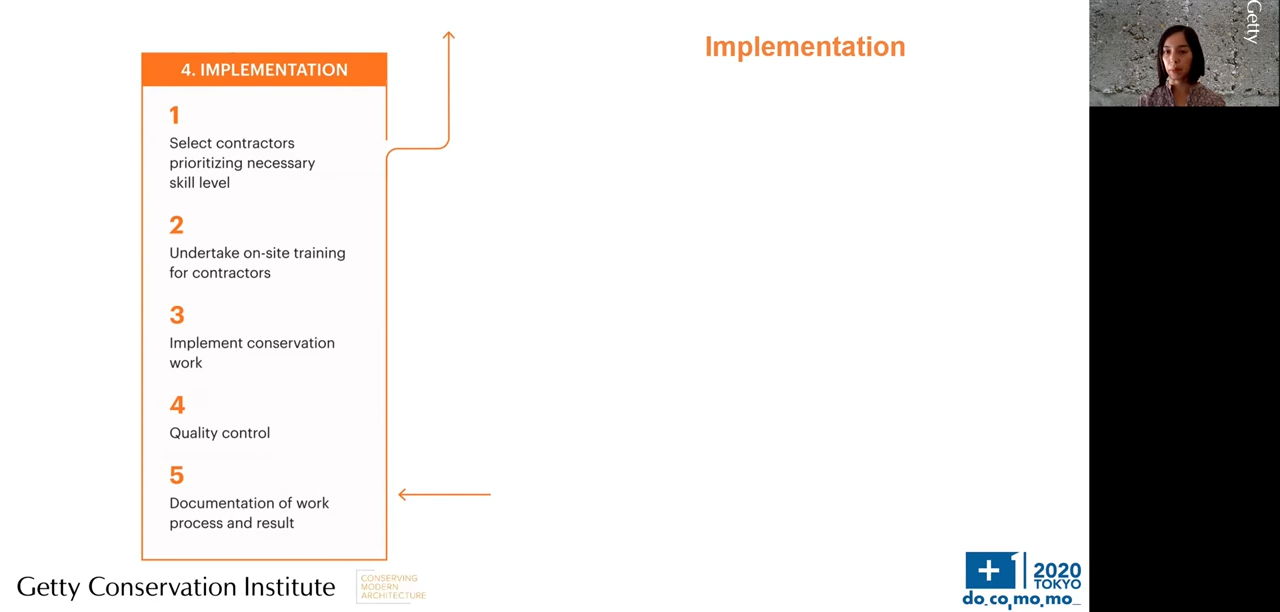 Implementation
4. IMPLEMENTATION
1
Select contractors
prioritizing necessary
skill level
2
Undertake on-site training
for contractors
3
Implement conservation
work
4
Quality control
5
Documentation of work
process and result
Getty Conservation Institute
CONSERVING
MODERN
ARCHITECTURE
+1 2020
TOKYO
do_co,mo,mo_
Getty